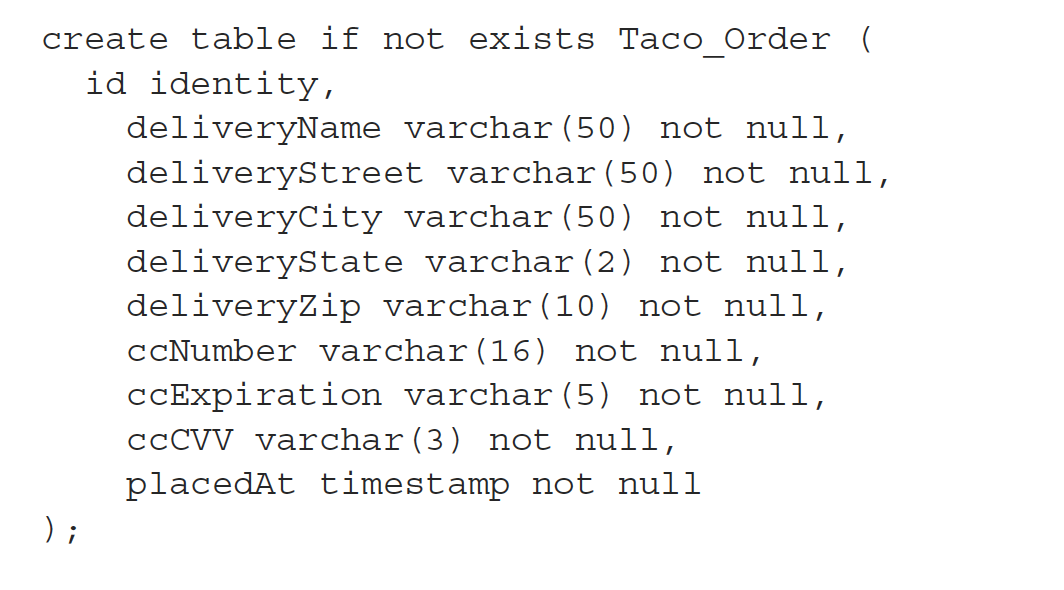 create table if not exists Taco_Order (
  id identity,
    deliveryName varchar(50) not null,
    deliveryStreet varchar(50) not null,
    deliveryCity varchar(50) not null,
    deliveryState varchar(2) not null,
    deliveryZip varchar(10) not null,
    ccNumber varchar(16) not null,
    ccExpiration varchar(5) not null,
    ccCVV varchar(3) not null,
    placedAt timestamp not null
);